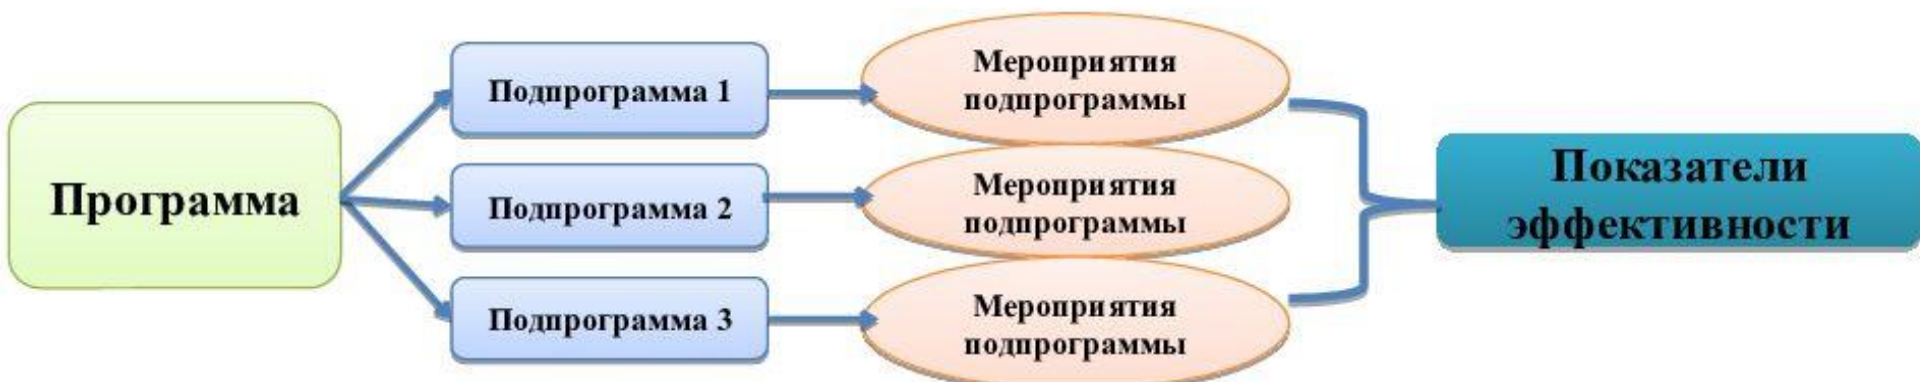 Программа
Подпрограмма 1
Подпрограмма 2
Подпрограмма 3
Мероприятия
подпрограммы
Мероприятия
подпрограммы
Мероприятия
подпрограммы
Показатели
эффективности